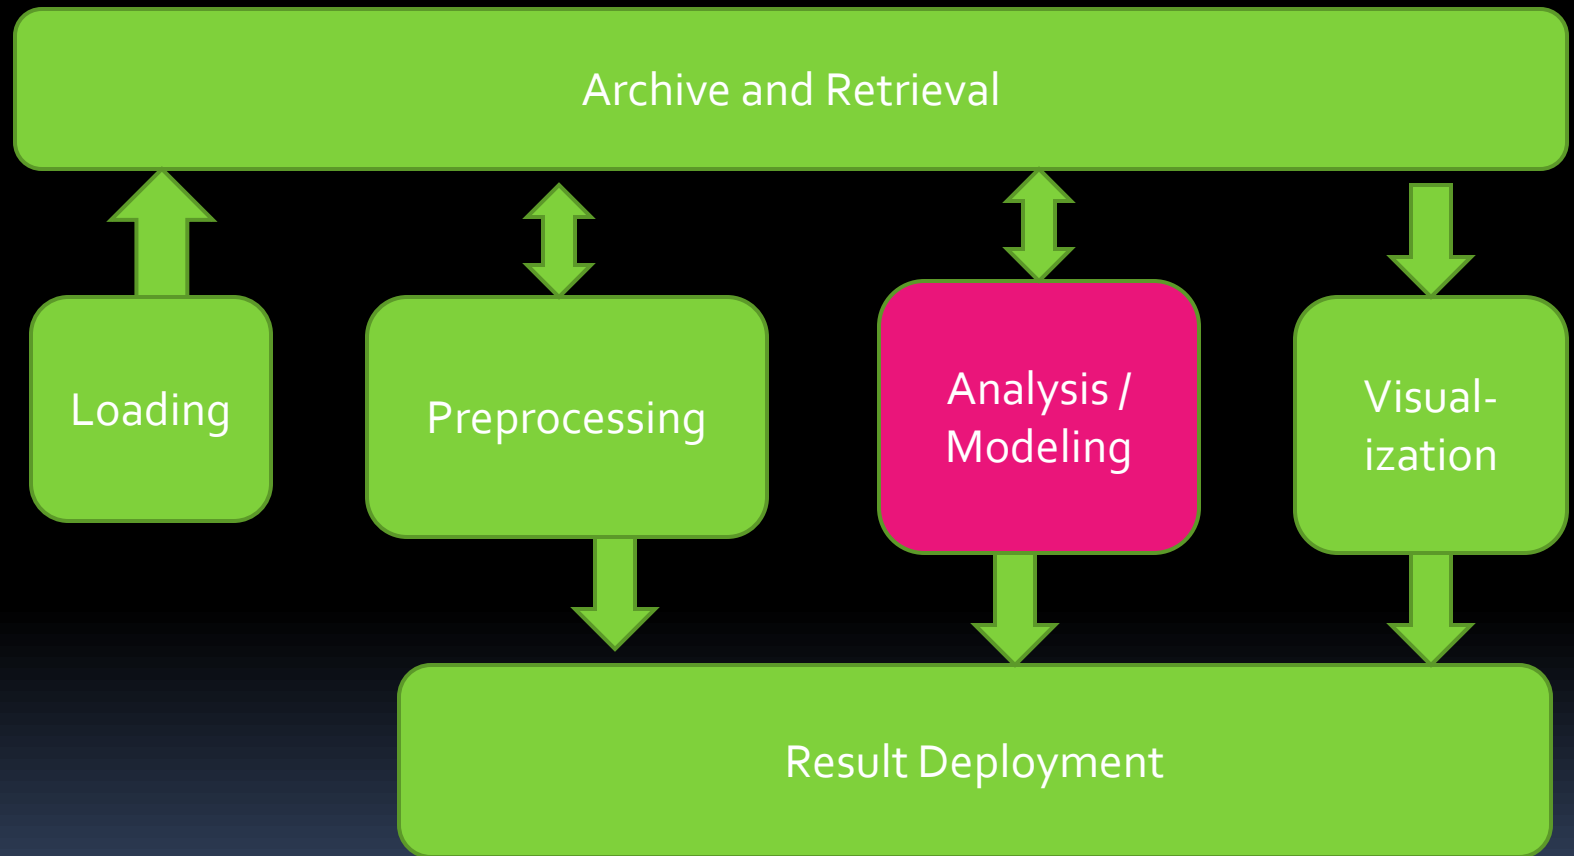 Archive and Retrieval
Loading
Preprocessing
Analysis /
Modeling
Visual-
ization
Result Deployment